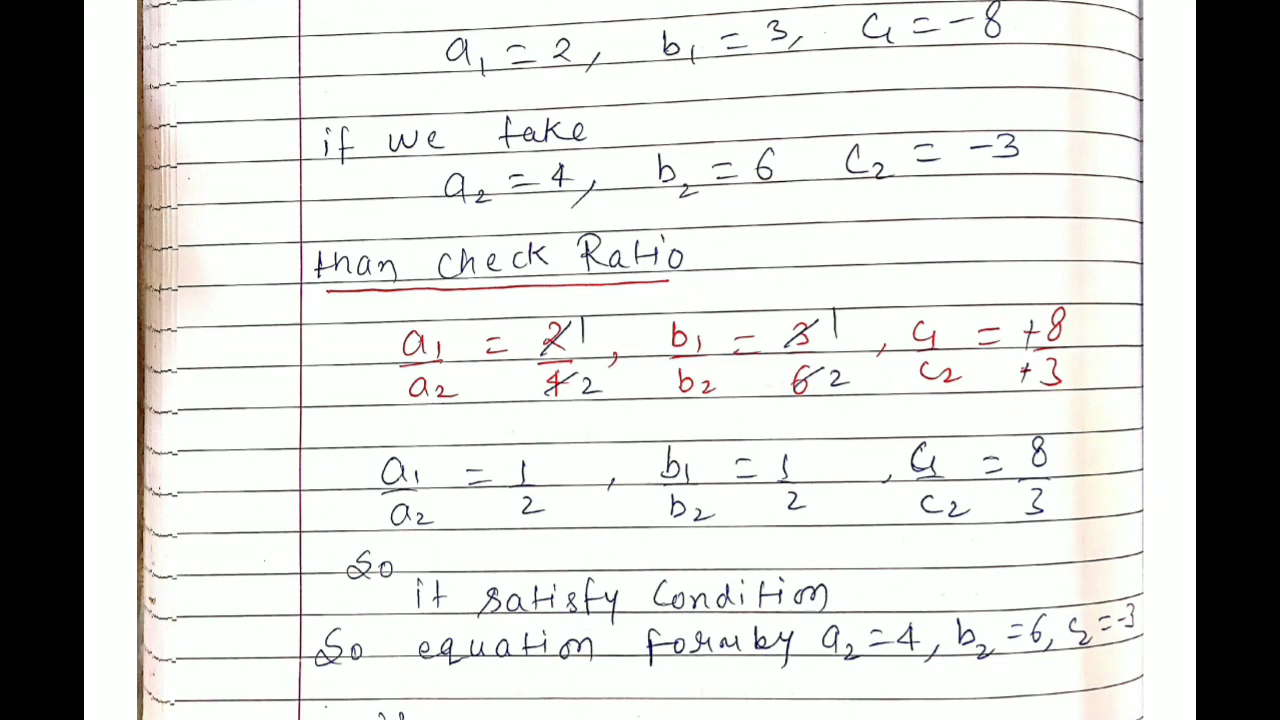 a₁ = 2, b₁ = 3, c₁ = -8
if we take
a₂ = 4, b₂ = 6 c₂ = -3
than check Ratio
a₁/a₂ = 2 1/4 2, b₁/b₂ = 3 1/6 2, c₁/c₂ = +8/+3
a₁/a₂ = 1/2, b₁/b₂ = 1/2, c₁/c₂ = 8/3
So
it satisfy condition
So equation form by a₂ = 4, b₂ = 6, c₂ = -3